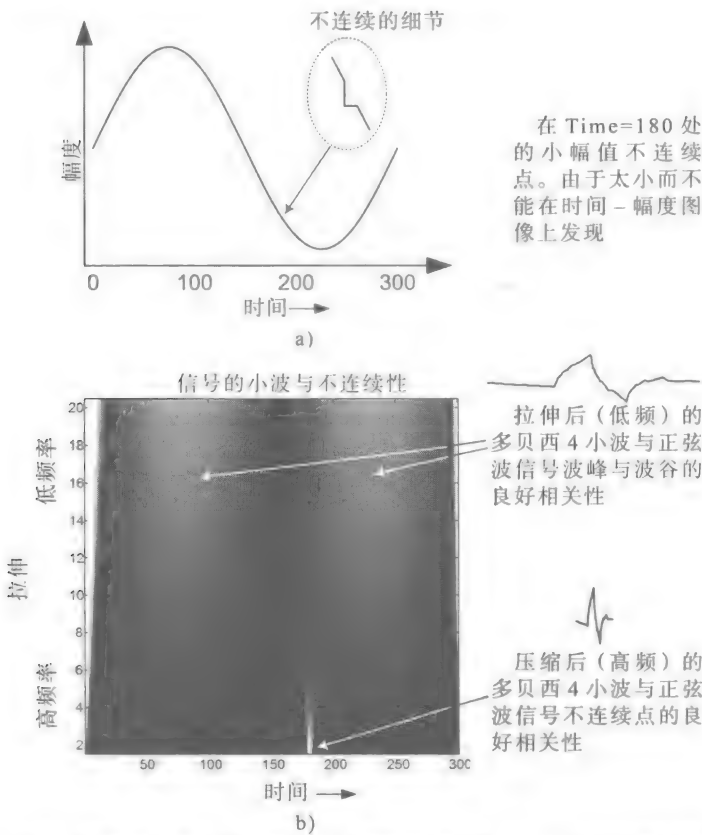 不连续的细节
幅度
0
100
200
300
时间
a)
在 Time=180 处
的小幅值不连续
点。由于太小而不
能在时间－幅度图
像上发现
信号的小波与不连续性
拉伸
低频率
高频率
20
18
16
14
12
10
8
6
4
2
50
100
150
200
250
300
时间
b)
拉伸后（低频）的
多贝西 4 小波与正弦
波信号波峰与波谷的
良好相关性
压缩后（高频）的
多贝西 4 小波与正弦
波信号不连续点的良
好相关性